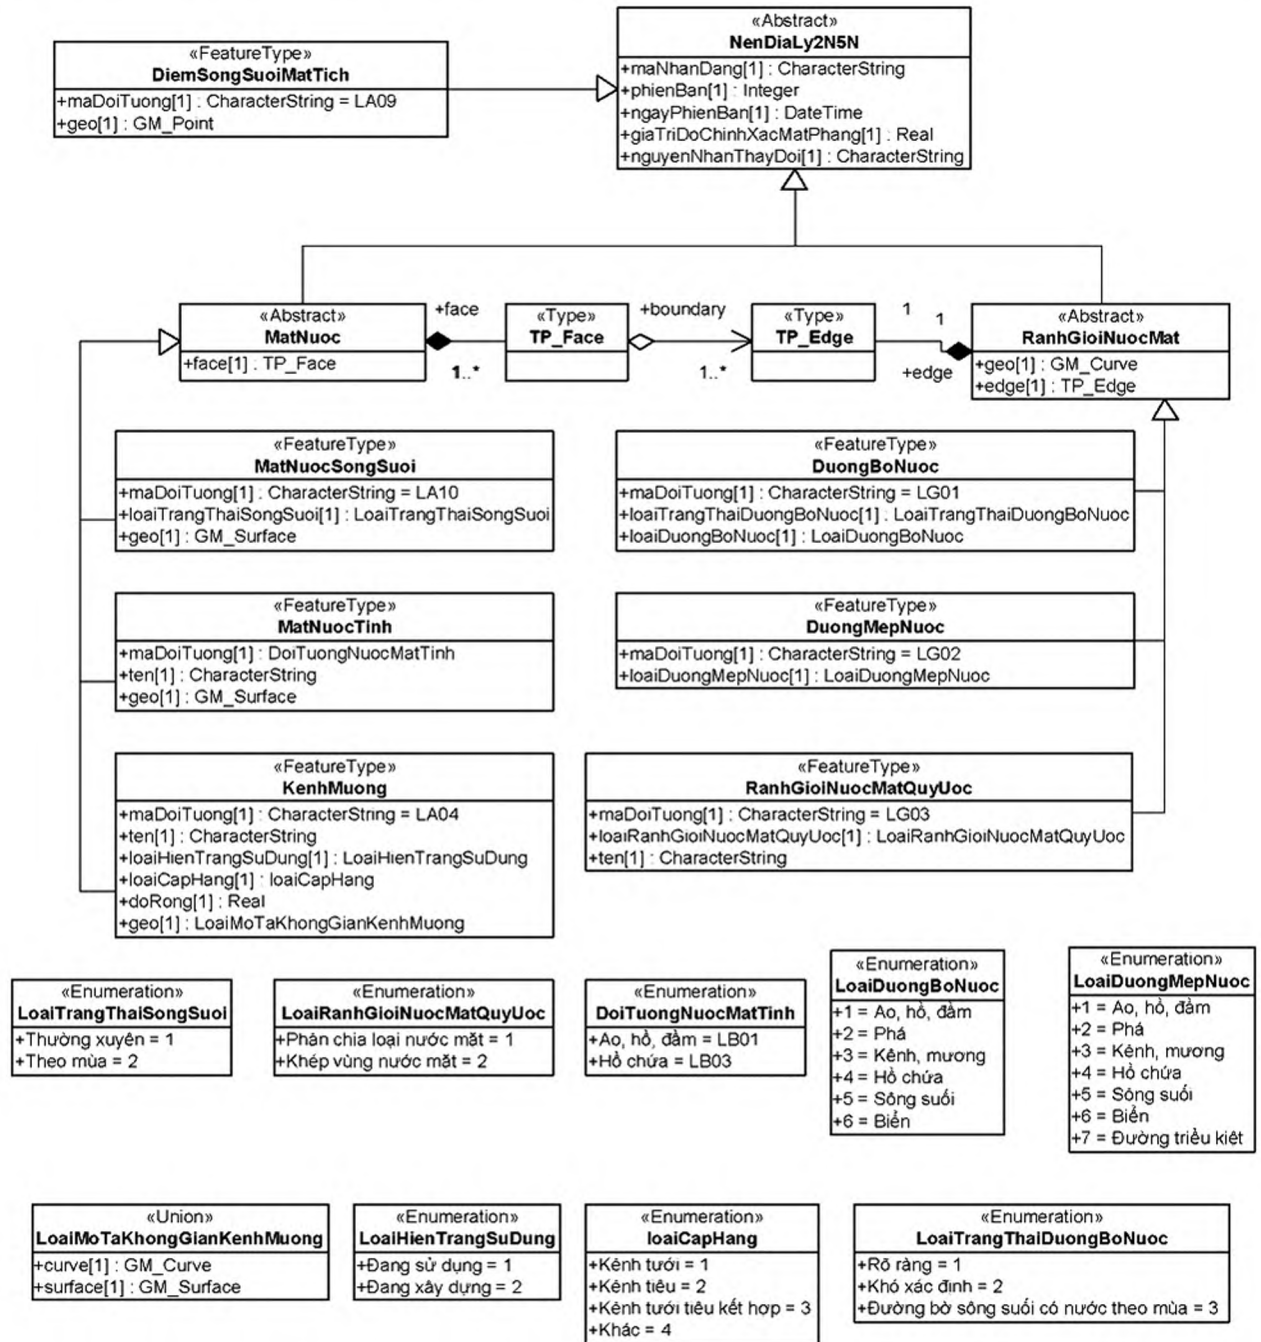 «FeatureType»
DiemSongSuoiMatTich
+maDoiTuong[1] : CharacterString = LA09
+geo[1] : GM_Point
«Abstract»
NenDiaLy2N5N
+maNhanDang[1] : CharacterString
+phienBan[1] : Integer
+ngayPhienBan[1] : DateTime
+giaTriDoChinhXacMatPhang[1] : Real
+nguyenNhanThayDoi[1] : CharacterString
«Abstract»
MatNuoc
+face[1] : TP_Face
+face
1..*
«Type»
TP_Face
+boundary
1..*
«Type»
TP_Edge
1
1
+edge
«Abstract»
RanhGioiNuocMat
+geo[1] : GM_Curve
+edge[1] : TP_Edge
«FeatureType»
MatNuocSongSuoi
+maDoiTuong[1] : CharacterString = LA10
+loaiTrangThaiSongSuoi[1] : LoaiTrangThaiSongSuoi
+geo[1] : GM_Surface
«FeatureType»
DuongBoNuoc
+maDoiTuong[1] : CharacterString = LG01
+loaiTrangThaiDuongBoNuoc[1] : LoaiTrangThaiDuongBoNuoc
+loaiDuongBoNuoc[1] : LoaiDuongBoNuoc
«FeatureType»
MatNuocTinh
+maDoiTuong[1] : DoiTuongNuocMatTinh
+ten[1] : CharacterString
+geo[1] : GM_Surface
«FeatureType»
DuongMepNuoc
+maDoiTuong[1] : CharacterString = LG02
+loaiDuongMepNuoc[1] : LoaiDuongMepNuoc
«FeatureType»
KenhMuong
+maDoiTuong[1] : CharacterString = LA04
+ten[1] : CharacterString
+loaiHienTrangSuDung[1] : LoaiHienTrangSuDung
+loaiCapHang[1] : loaiCapHang
+doRong[1] : Real
+geo[1] : LoaiMoTaKhongGianKenhMuong
«FeatureType»
RanhGioiNuocMatQuyUoc
+maDoiTuong[1] : CharacterString = LG03
+loaiRanhGioiNuocMatQuyUoc[1] : LoaiRanhGioiNuocMatQuyUoc
+ten[1] : CharacterString
«Enumeration»
LoaiTrangThaiSongSuoi
+Thường xuyên = 1
+Theo mùa = 2
«Enumeration»
LoaiRanhGioiNuocMatQuyUoc
+Phân chia loại nước mặt = 1
+Khép vùng nước mặt = 2
«Enumeration»
DoiTuongNuocMatTinh
+Ao, hồ, đầm = LB01
+Hồ chứa = LB03
«Enumeration»
LoaiDuongBoNuoc
+1 = Ao, hồ, đầm
+2 = Phá
+3 = Kênh, mương
+4 = Hồ chứa
+5 = Sông suối
+6 = Biển
«Enumeration»
LoaiDuongMepNuoc
+1 = Ao, hồ, đầm
+2 = Phá
+3 = Kênh, mương
+4 = Hồ chứa
+5 = Sông suối
+6 = Biển
+7 = Đường triều kiệt
«Union»
LoaiMoTaKhongGianKenhMuong
+curve[1] : GM_Curve
+surface[1] : GM_Surface
«Enumeration»
LoaiHienTrangSuDung
+Đang sử dụng = 1
+Đang xây dựng = 2
«Enumeration»
loaiCapHang
+Kênh tưới = 1
+Kênh tiêu = 2
+Kênh tưới tiêu kết hợp = 3
+Khác = 4
«Enumeration»
LoaiTrangThaiDuongBoNuoc
+Rõ ràng = 1
+Khó xác định = 2
+Đường bờ sông suối có nước theo mùa = 3